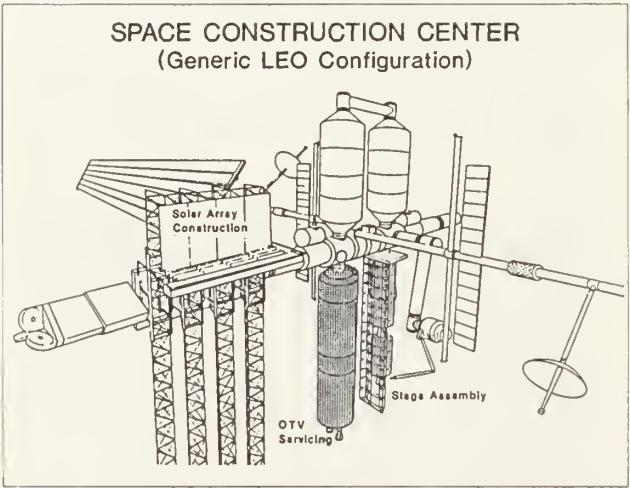 SPACE CONSTRUCTION CENTER
(Generic LEO Configuration)
Solar Array
Construction
Stage Assembly
OTV
Servicing